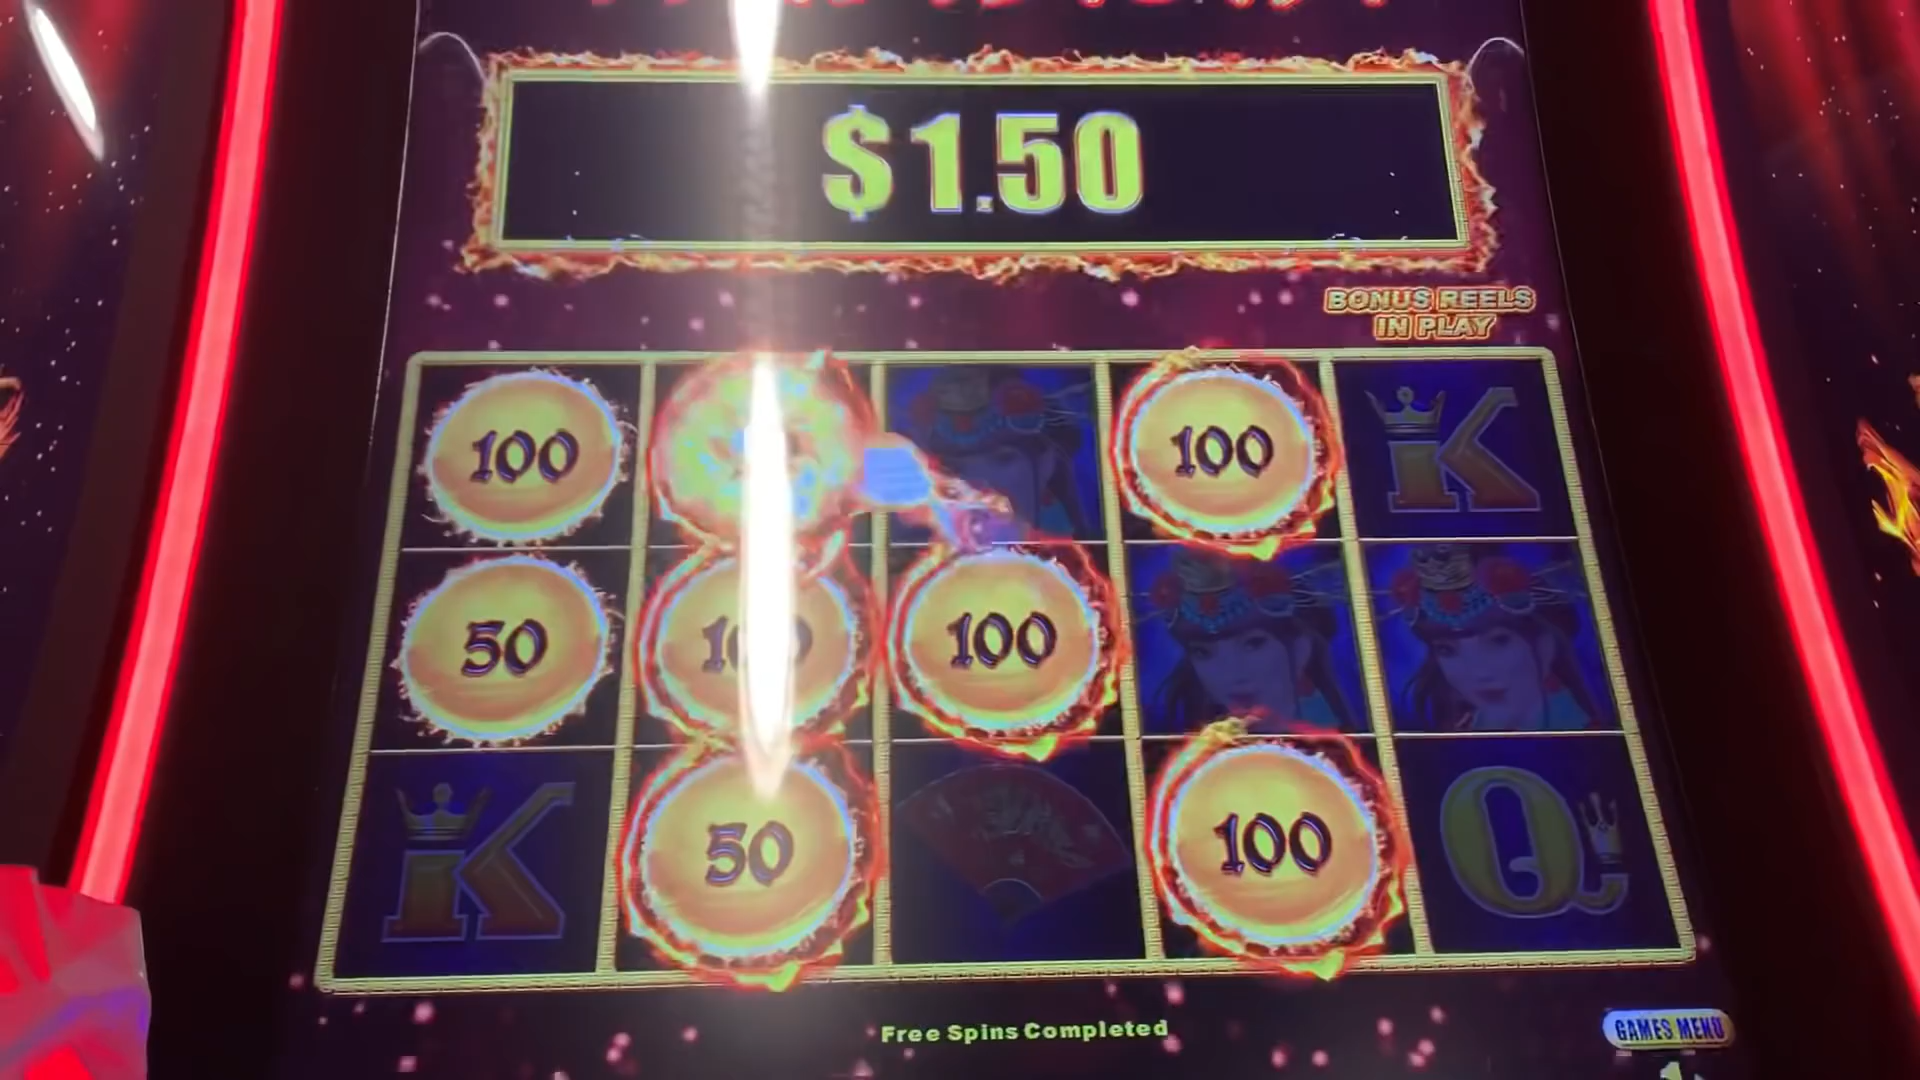 $1.50
BONUS REELS
IN PLAY
100
100
K
50
100
K
50
100
Q
Free Spins Completed
GAMES MENU